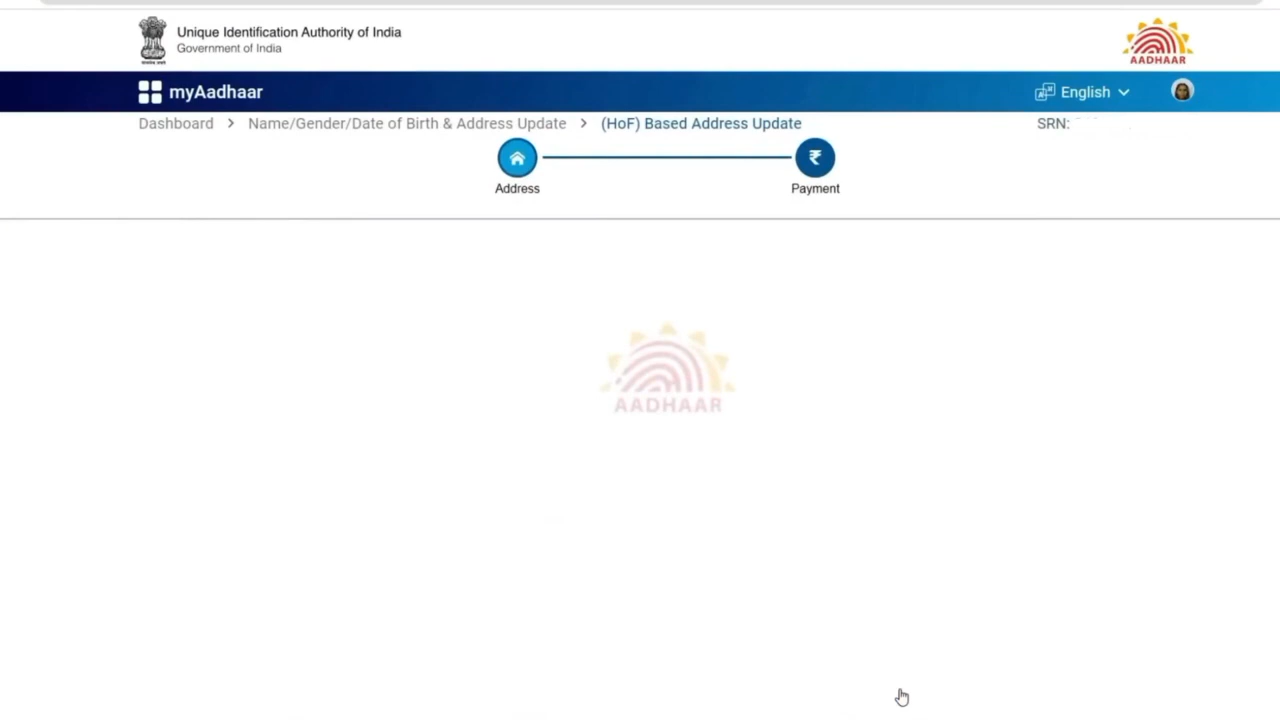 Unique Identification Authority of India
Government of India
AADHAAR
myAadhaar
English
Dashboard > Name/Gender/Date of Birth & Address Update > (HoF) Based Address Update
SRN:
₹
Address
Payment
AADHAAR